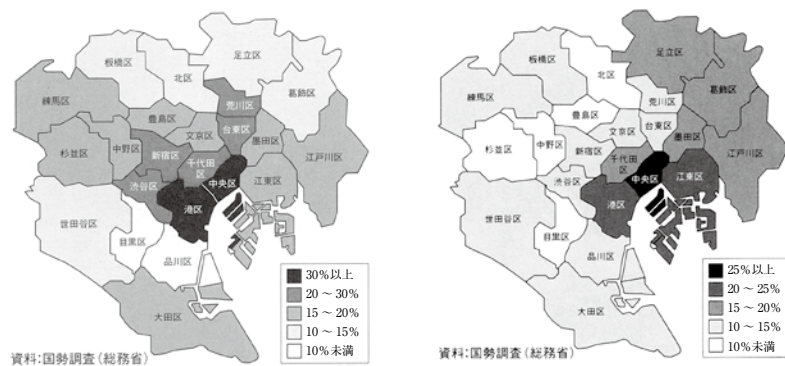 足立区
板橋区
北区
葛飾区
練馬区
荒川区
豊島区
文京区
台東区
墨田区
杉並区
中野区
新宿区
千代田
区
江戸川区
渋谷区
中央区
江東区
港区
世田谷区
目黒区
品川区
大田区
30%以上
20～30%
15～20%
10～15%
10%未満
資料:国勢調査(総務省)
足立区
板橋区
北区
葛飾区
練馬区
荒川区
豊島区
文京区
台東区
墨田区
杉並区
中野区
新宿区
千代田
区
江戸川区
渋谷区
中央区
江東区
港区
世田谷区
目黒区
品川区
大田区
25%以上
20～25%
15～20%
10～15%
10%未満
資料:国勢調査(総務省)